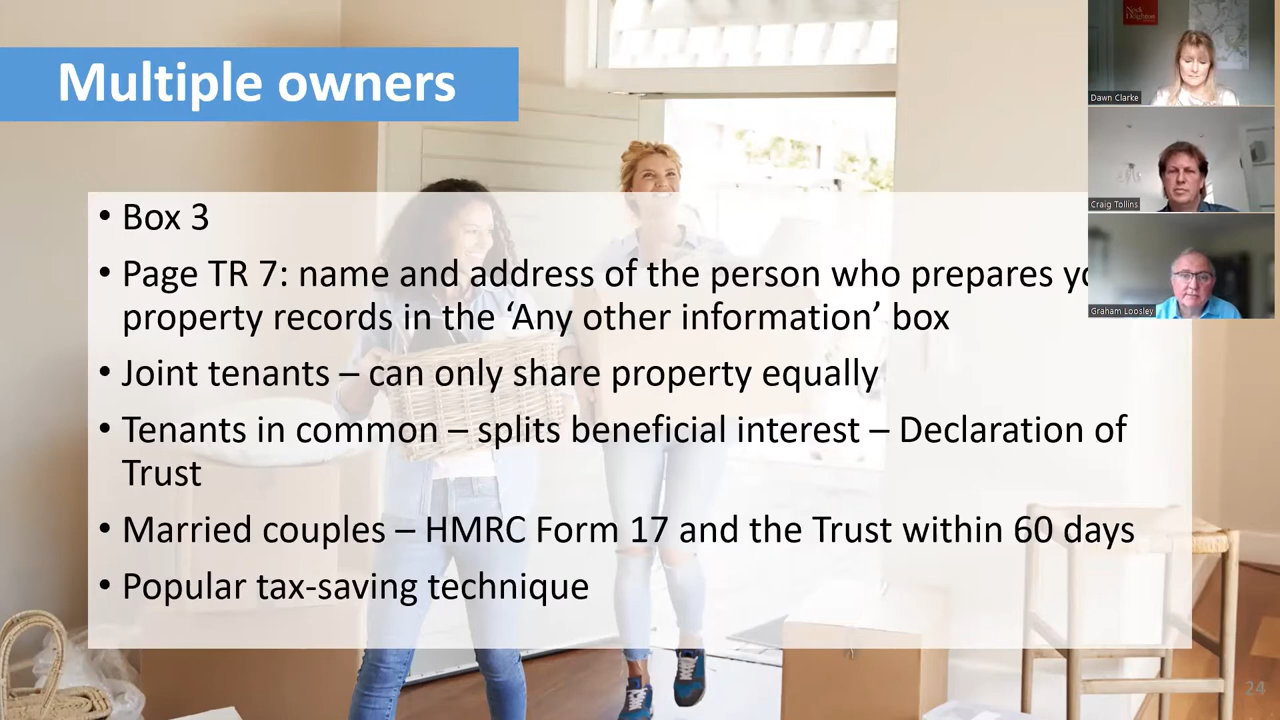 Multiple owners
• Box 3
• Page TR 7: name and address of the person who prepares
property records in the ‘Any other information’ box
• Joint tenants – can only share property equally
• Tenants in common – splits beneficial interest – Declaration of
Trust
• Married couples – HMRC Form 17 and the Trust within 60 days
• Popular tax-saving technique
Dawn Clarke
Craig Tollins
Graham Loosley
24